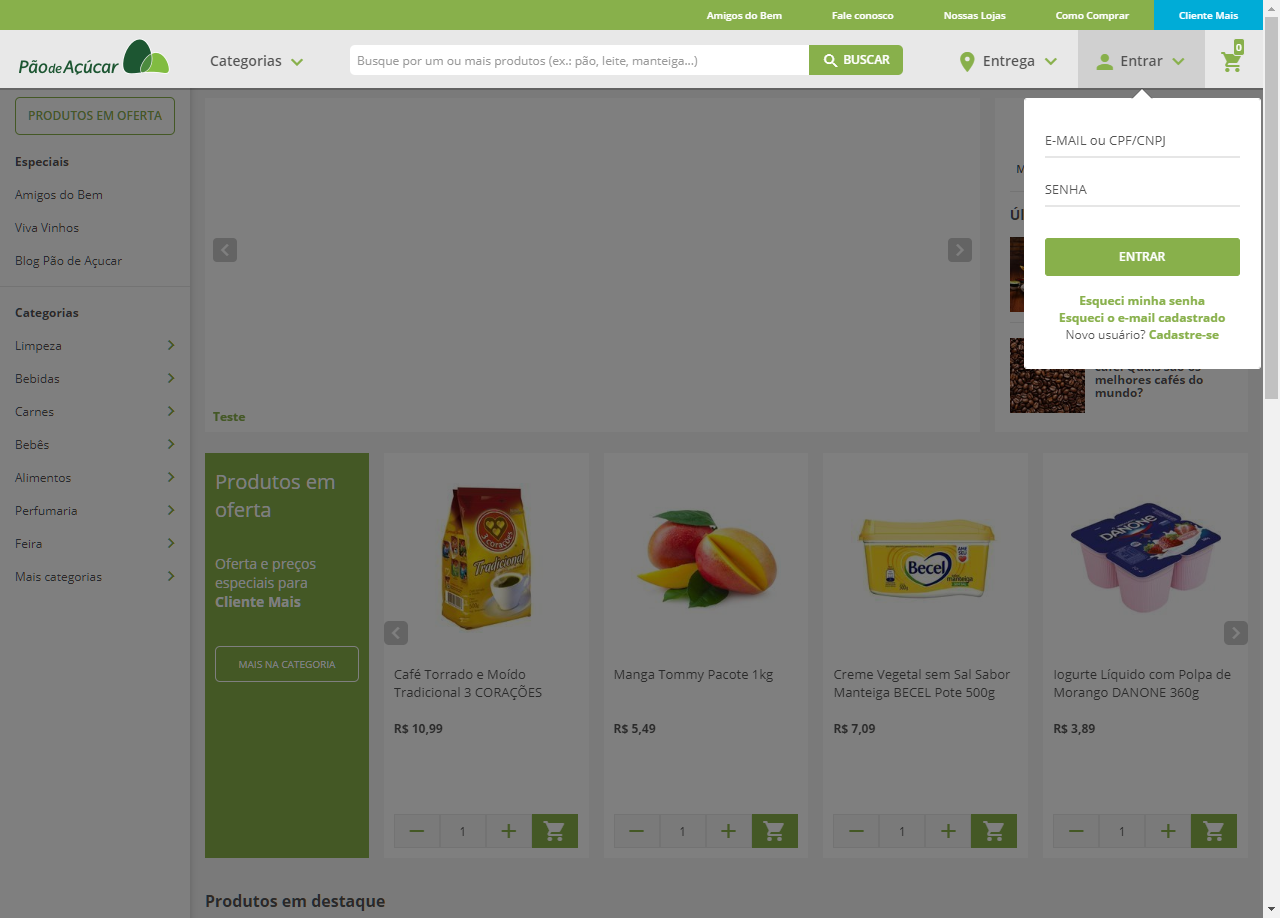 Amigos do Bem
Fale conosco
Nossas Lojas
Como Comprar
Cliente Mais
PãodeAçúcar
Categorias
Busque por um ou mais produtos (ex.: pão, leite, manteiga...)
BUSCAR
Entrega
Entrar
0
PRODUTOS EM OFERTA
Especiais
Amigos do Bem
Viva Vinhos
Blog Pão de Açucar
Categorias
Limpeza
Bebidas
Carnes
Bebês
Alimentos
Perfumaria
Feira
Mais categorias
Teste
E-MAIL ou CPF/CNPJ
SENHA
ENTRAR
Esqueci minha senha
Esqueci o e-mail cadastrado
Novo usuário? Cadastre-se
melhores cafés do
mundo?
Produtos em
oferta
Oferta e preços
especiais para
Cliente Mais
MAIS NA CATEGORIA
3 corações
Tradicional
Café Torrado e Moído
Tradicional 3 CORAÇÕES
R$ 10,99
1
Manga Tommy Pacote 1kg
R$ 5,49
1
Becel
Creme Vegetal sem Sal Sabor
Manteiga BECEL Pote 500g
R$ 7,09
1
DANONE
Iogurte Líquido com Polpa de
Morango DANONE 360g
R$ 3,89
1
Produtos em destaque